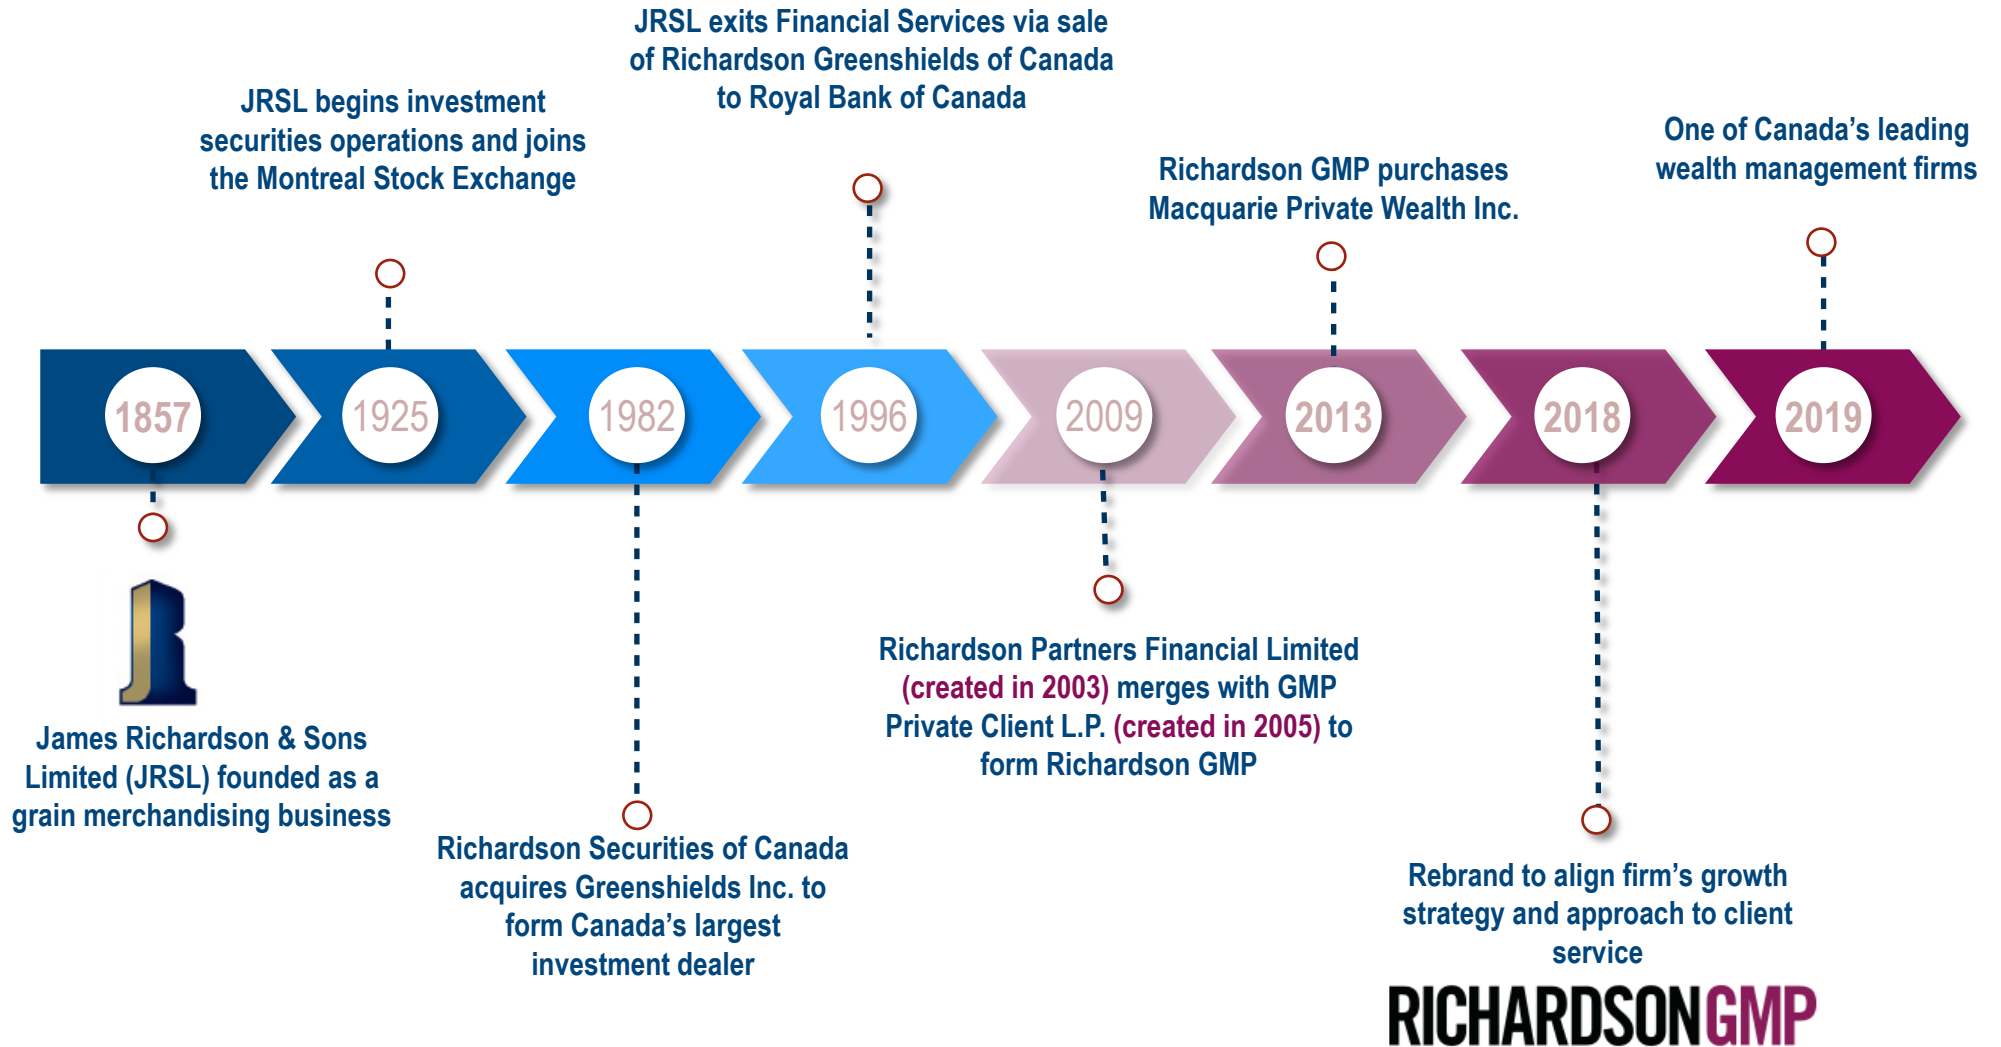 JRSL exits Financial Services via sale
of Richardson Greenshields of Canada
to Royal Bank of Canada
JRSL begins investment
securities operations and joins
the Montreal Stock Exchange
One of Canada’s leading
wealth management firms
Richardson GMP purchases
Macquarie Private Wealth Inc.
1857
1925
1982
1996
2009
2013
2018
2019
James Richardson & Sons
Limited (JRSL) founded as a
grain merchandising business
Richardson Securities of Canada
acquires Greenshields Inc. to
form Canada’s largest
investment dealer
Richardson Partners Financial Limited
(created in 2003) merges with GMP
Private Client L.P. (created in 2005) to
form Richardson GMP
Rebrand to align firm’s growth
strategy and approach to client
service
RICHARDSONGMP